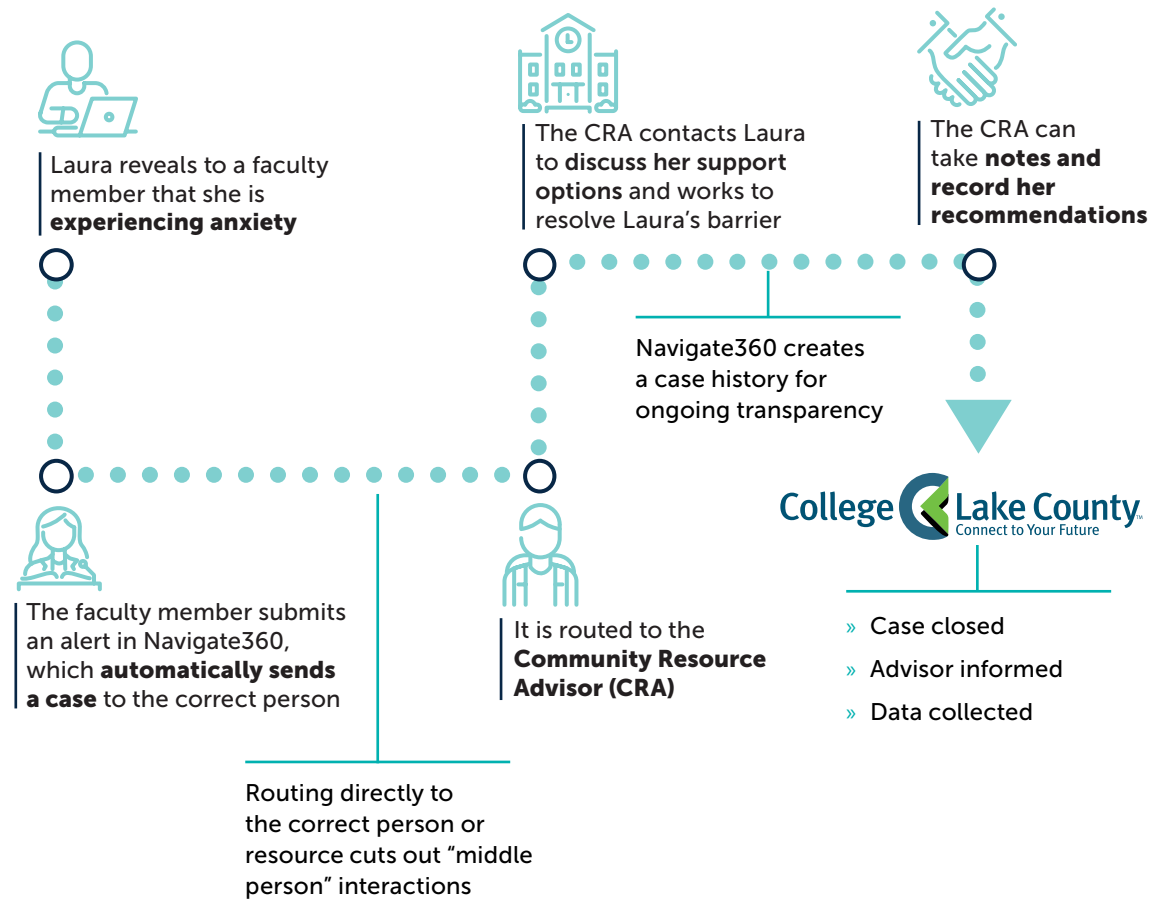 Laura reveals to a faculty
member that she is
experiencing anxiety
The faculty member submits
an alert in Navigate360,
which automatically sends
a case to the correct person
Routing directly to
the correct person or
resource cuts out “middle
person” interactions
It is routed to the
Community Resource
Advisor (CRA)
The CRA contacts Laura
to discuss her support
options and works to
resolve Laura’s barrier
Navigate360 creates
a case history for
ongoing transparency
The CRA can
take notes and
record her
recommendations
College Lake County™
Connect to Your Future
» Case closed
» Advisor informed
» Data collected